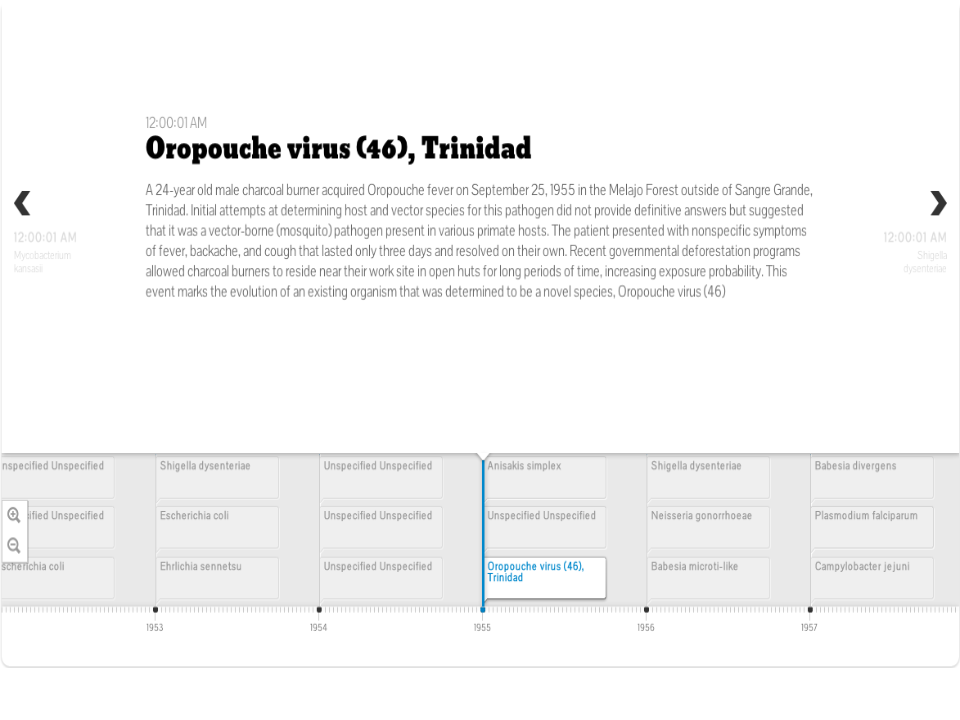 12:00:01 AM
Oropouche virus (46), Trinidad
A 24-year old male charcoal burner acquired Oropouche fever on September 25, 1955 in the Melajo Forest outside of Sangre Grande,
Trinidad. Initial attempts at determining host and vector species for this pathogen did not provide definitive answers but suggested
that it was a vector-borne (mosquito) pathogen present in various primate hosts. The patient presented with nonspecific symptoms
of fever, backache, and cough that lasted only three days and resolved on their own. Recent governmental deforestation programs
allowed charcoal burners to reside near their work site in open huts for long periods of time, increasing exposure probability. This
event marks the evolution of an existing organism that was determined to be a novel species, Oropouche virus (46)
12:00:01 AM
Mycobacterium
kansasii
12:00:01 AM
Shigella
dysenteriae
nspecified Unspecified
Shigella dysenteriae
Unspecified Unspecified
Anisakis simplex
Shigella dysenteriae
Babesia divergens
ified Unspecified
Escherichia coli
Unspecified Unspecified
Unspecified Unspecified
Neisseria gonorrhoeae
Plasmodium falciparum
scherichia coli
Ehrlichia sennetsu
Unspecified Unspecified
Oropouche virus (46),
Trinidad
Babesia microti-like
Campylobacter jejuni
1953
1954
1955
1956
1957